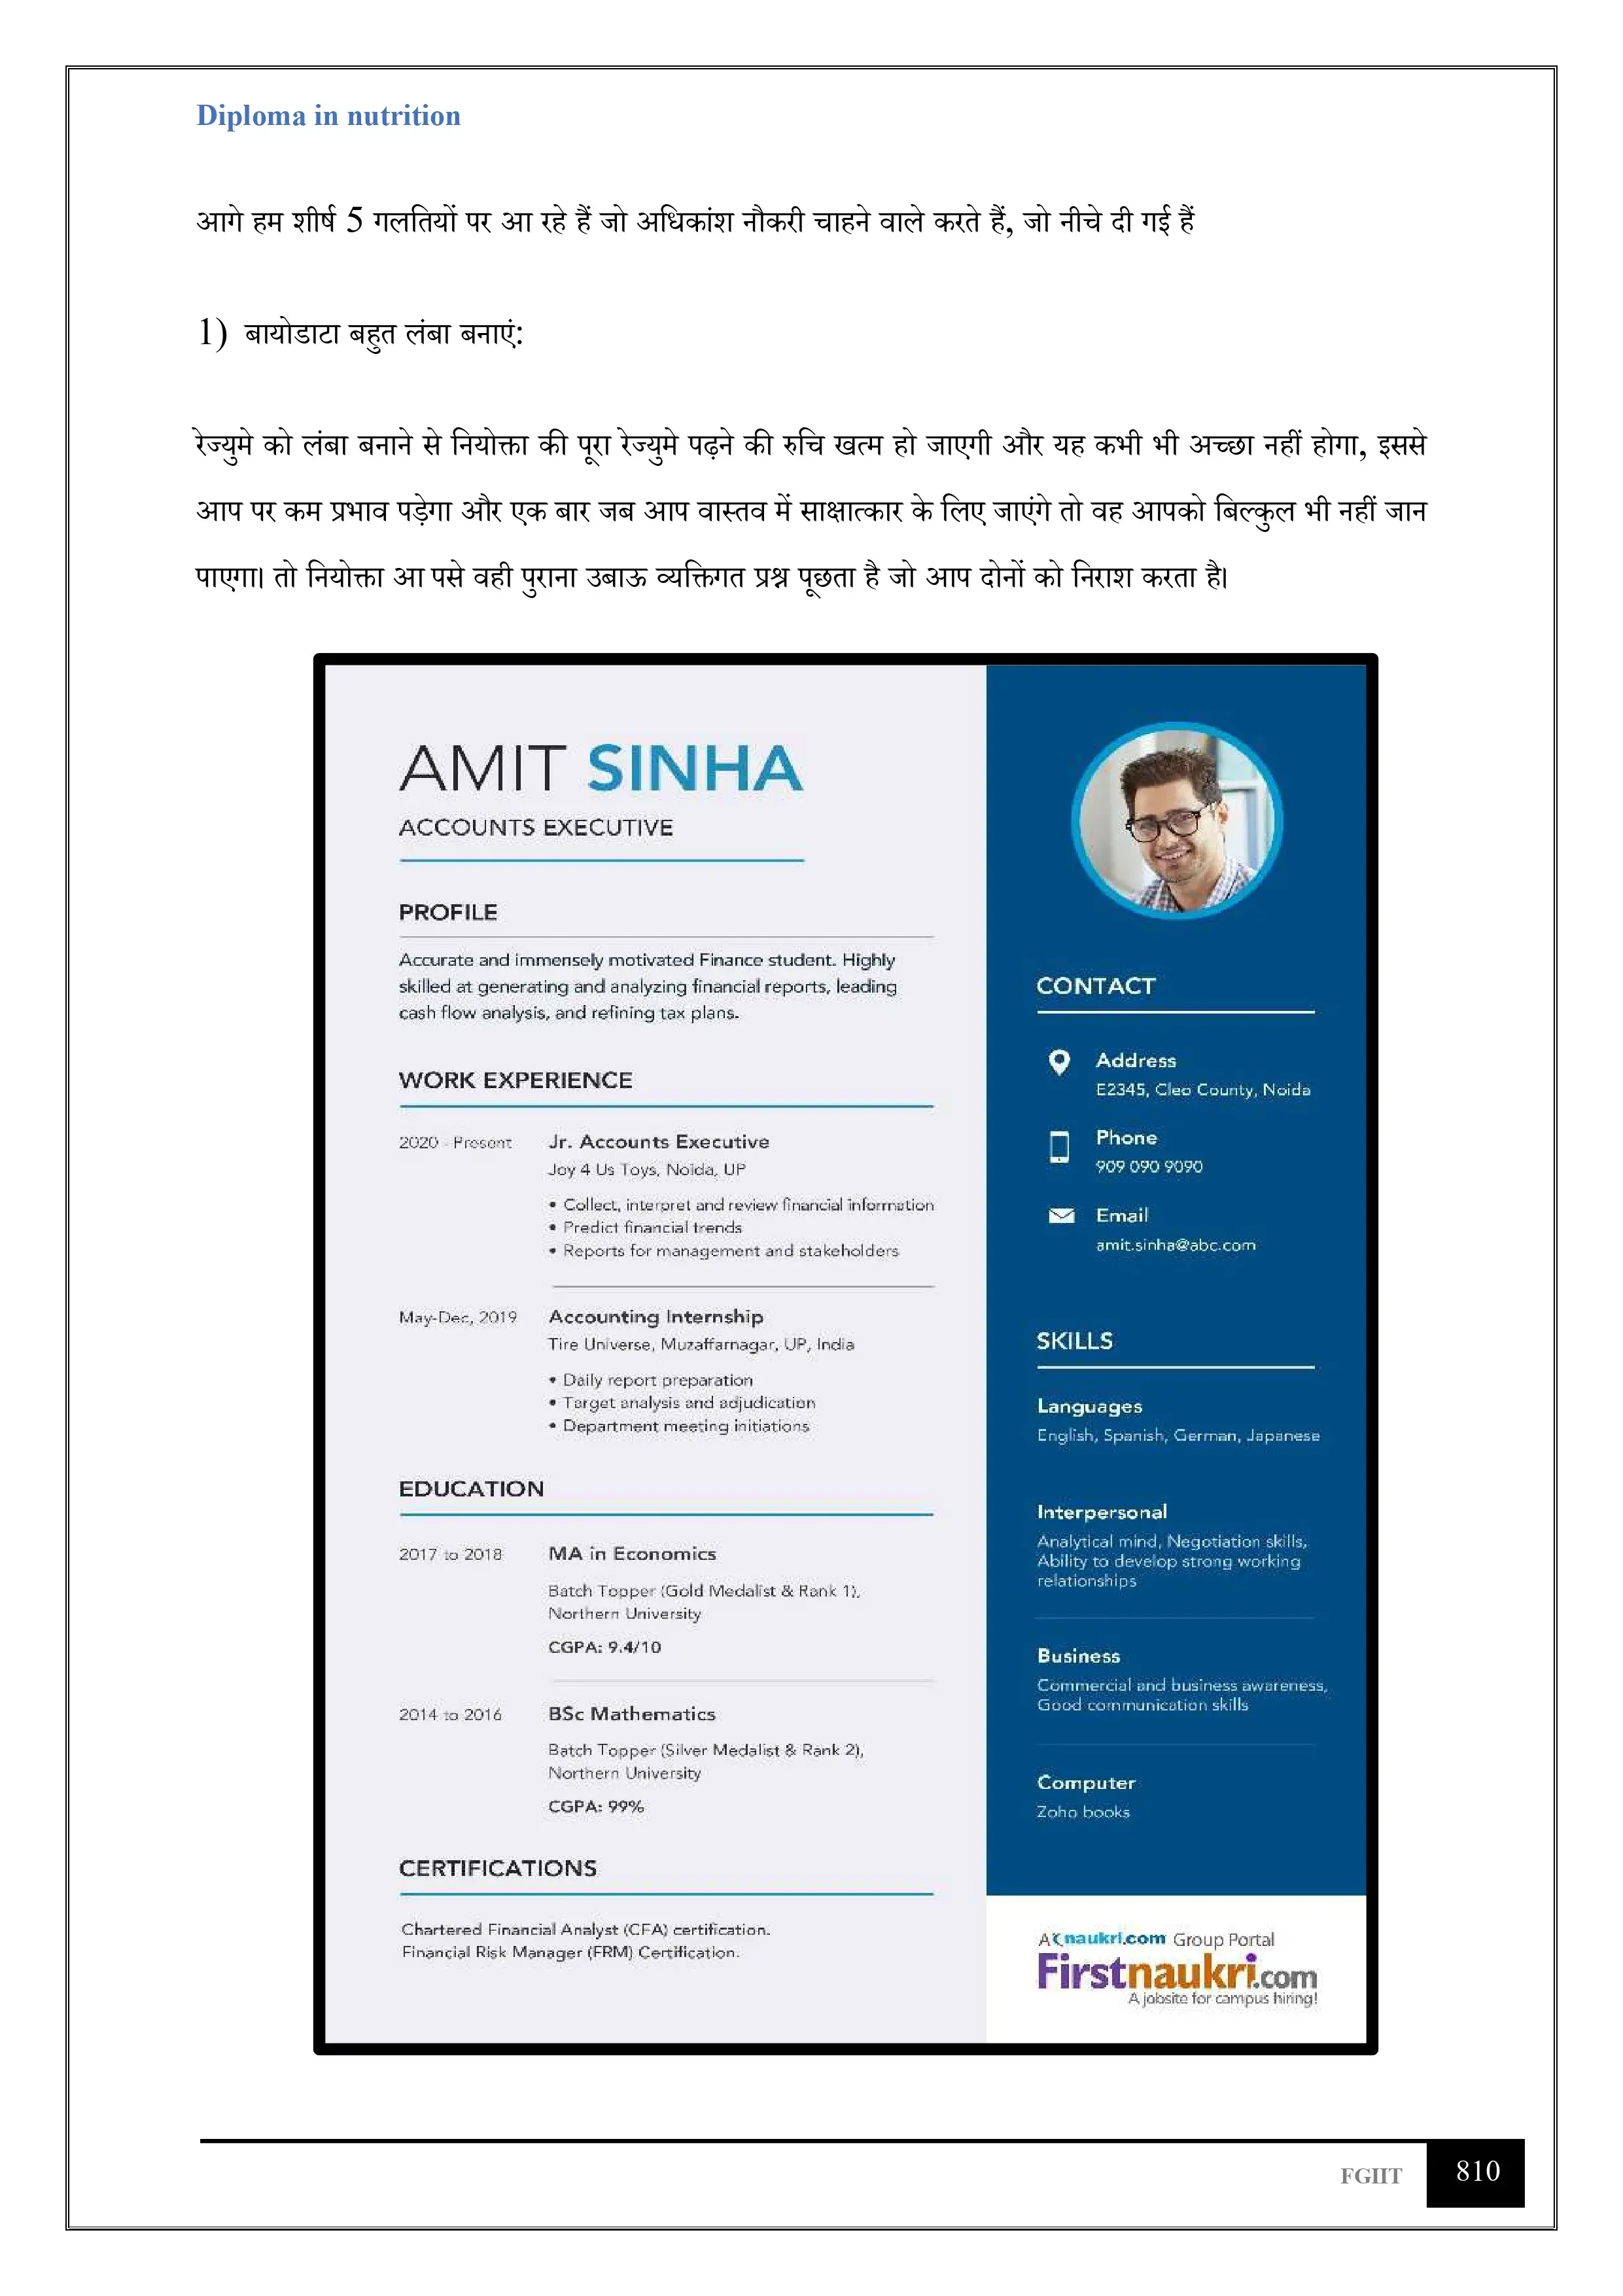 Diploma in nutrition
आगे हम शीर्ष 5 गलतियों पर आ रहे हैं जो अधिकांश नौकरी चाहने वाले करते हैं, जो नीचे दी गई हैं
1) बायोडाटा बहुत लंबा बनाएं:
रेज्युमे को लंबा बनाने से नियोक्ता की पूरा रेज्युमे पढ़ने की रुचि खत्म हो जाएगी और यह कभी भी अच्छा नहीं होगा, इससे
आप पर कम प्रभाव पड़ेगा और एक बार जब आप वास्तव में साक्षात्कार के लिए जाएंगे तो वह आपको बिल्कुल भी नहीं जान
पाएगा। तो नियोक्ता आ पसे वही पुराना उबाऊ व्यक्तिगत प्रश्न पूछता है जो आप दोनों को निराश करता है।
AMIT SINHA
ACCOUNTS EXECUTIVE
PROFILE
Accurate and immensely motivated Finance student. Highly
skilled at generating and analyzing financial reports, leading
cash flow analysis, and refining tax plans.
WORK EXPERIENCE
2020 - Present Jr. Accounts Executive
Joy 4 Us Toys, Noida, UP
• Collect, interpret and review financial information
• Predict financial trends
• Reports for management and stakeholders
May-Dec, 2019 Accounting Internship
Tire Universe, Muzaffarnagar, UP, India
• Daily report preparation
• Target analysis and adjudication
• Department meeting initiations
EDUCATION
2017 to 2018 MA in Economics
Batch Topper (Gold Medalist & Rank 1),
Northern University
CGPA: 9.4/10
2014 to 2016 BSc Mathematics
Batch Topper (Silver Medalist & Rank 2),
Northern University
CGPA: 99%
CERTIFICATIONS
Chartered Financial Analyst (CFA) certification.
Financial Risk Manager (FRM) Certification.
CONTACT
Address
E2345, Cleo County, Noida
Phone
909 090 9090
Email
amit.sinha@abc.com
SKILLS
Languages
English, Spanish, German, Japanese
Interpersonal
Analytical mind, Negotiation skills,
Ability to develop strong working
relationships
Business
Commercial and business awareness,
Good communication skills
Computer
Zoho books
A naukri.com Group Portal
Firstnaukri.com
A jobsite for campus hiring!
FGIIT 810